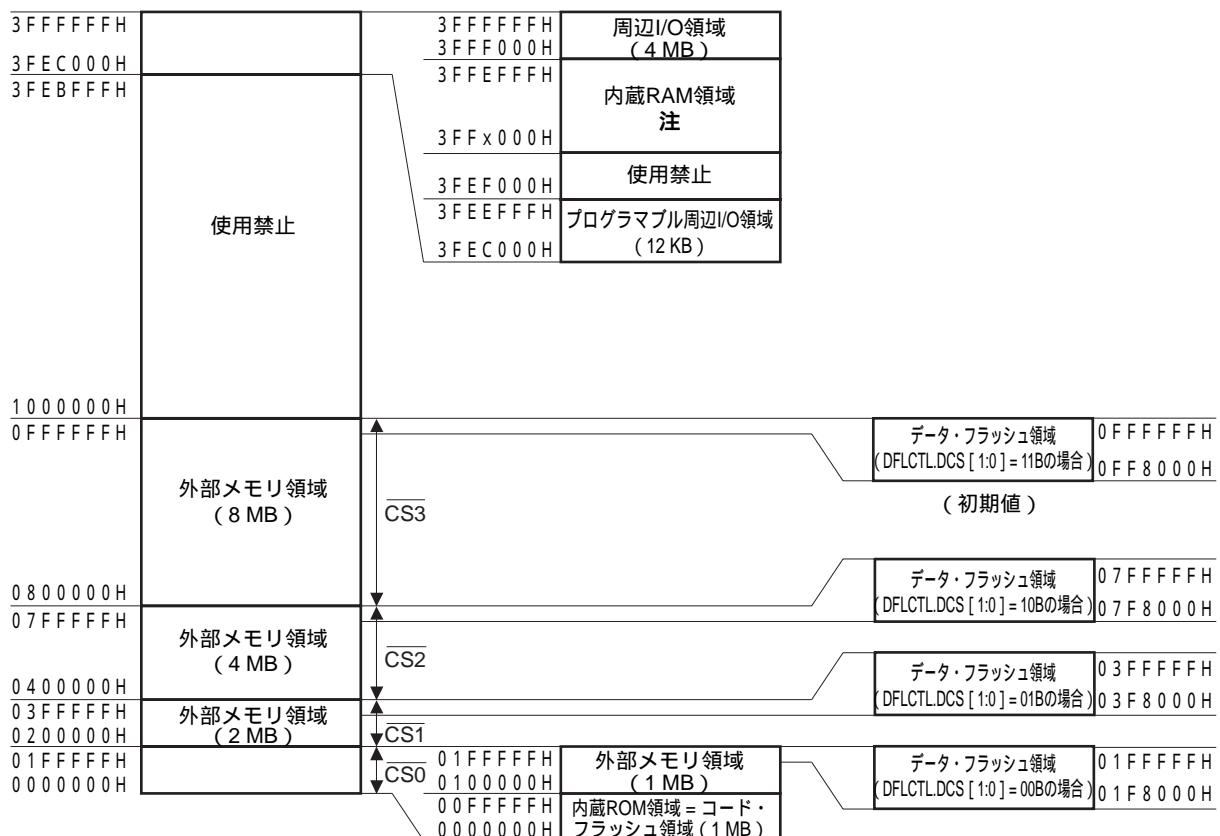 3FFFFFFH
3FEC000H
3FEBFFFH
使用禁止
1000000H
0FFFFFFH
外部メモリ領域
（8 MB）
CS3
0800000H
07FFFFFH
外部メモリ領域
（4 MB）
CS2
0400000H
03FFFFFH
外部メモリ領域
（2 MB）
0200000H
CS1
01FFFFFH
0000000H
CS0
3FFFFFFH
3FFF000H
周辺I/O領域
（4 MB）
3FFEFFFH
内蔵RAM領域
注
3FFx000H
使用禁止
3FEF000H
3FEEFFFH
プログラマブル周辺I/O領域
（12 KB）
3FEC000H
01FFFFFH
外部メモリ領域
0100000H
（1 MB）
00FFFFFH
内蔵ROM領域 = コード・
0000000H
フラッシュ領域（1 MB）
データ・フラッシュ領域
（DFLCTL.DCS [ 1:0 ] = 11Bの場合）
0FFFFFFH
0FF8000H
（初期値）
データ・フラッシュ領域
（DFLCTL.DCS [ 1:0 ] = 10Bの場合）
07FFFFFH
07F8000H
データ・フラッシュ領域
（DFLCTL.DCS [ 1:0 ] = 01Bの場合）
03FFFFFH
03F8000H
データ・フラッシュ領域
（DFLCTL.DCS [ 1:0 ] = 00Bの場合）
01FFFFFH
01F8000H